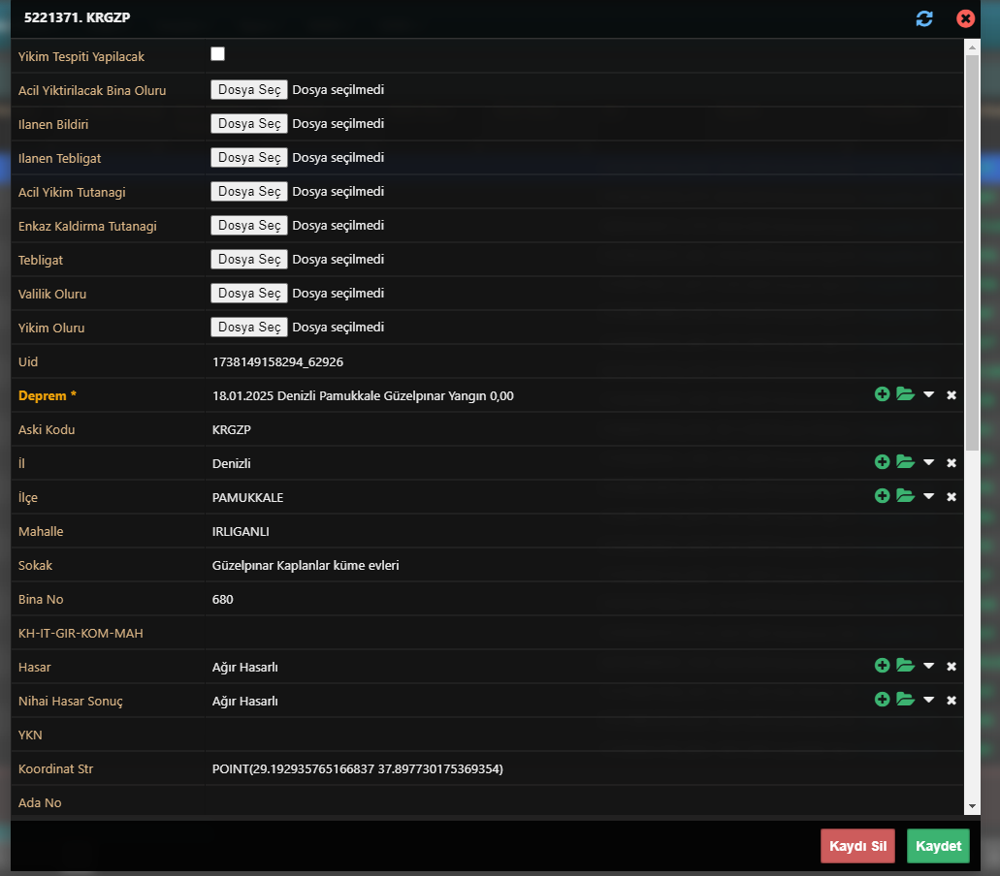 5221371. KRGZP
Yikim Tespiti Yapilacak
Acil Yiktirilacak Bina Oluru Dosya Seç Dosya seçilmedi
Ilanen Bildiri Dosya Seç Dosya seçilmedi
Ilanen Tebligat Dosya Seç Dosya seçilmedi
Acil Yikim Tutanagi Dosya Seç Dosya seçilmedi
Enkaz Kaldirma Tutanagi Dosya Seç Dosya seçilmedi
Tebligat Dosya Seç Dosya seçilmedi
Valilik Oluru Dosya Seç Dosya seçilmedi
Yikim Oluru Dosya Seç Dosya seçilmedi
Uid 1738149158294_62926
Deprem * 18.01.2025 Denizli Pamukkale Güzelpınar Yangın 0,00
Aski Kodu KRGZP
İl Denizli
İlçe PAMUKKALE
Mahalle IRLIGANLI
Sokak Güzelpınar Kaplanlar küme evleri
Bina No 680
KH-IT-GIR-KOM-MAH
Hasar Ağır Hasarlı
Nihai Hasar Sonuç Ağır Hasarlı
YKN
Koordinat Str POINT(29.192935765166837 37.897730175369354)
Ada No
Kaydı Sil Kaydet